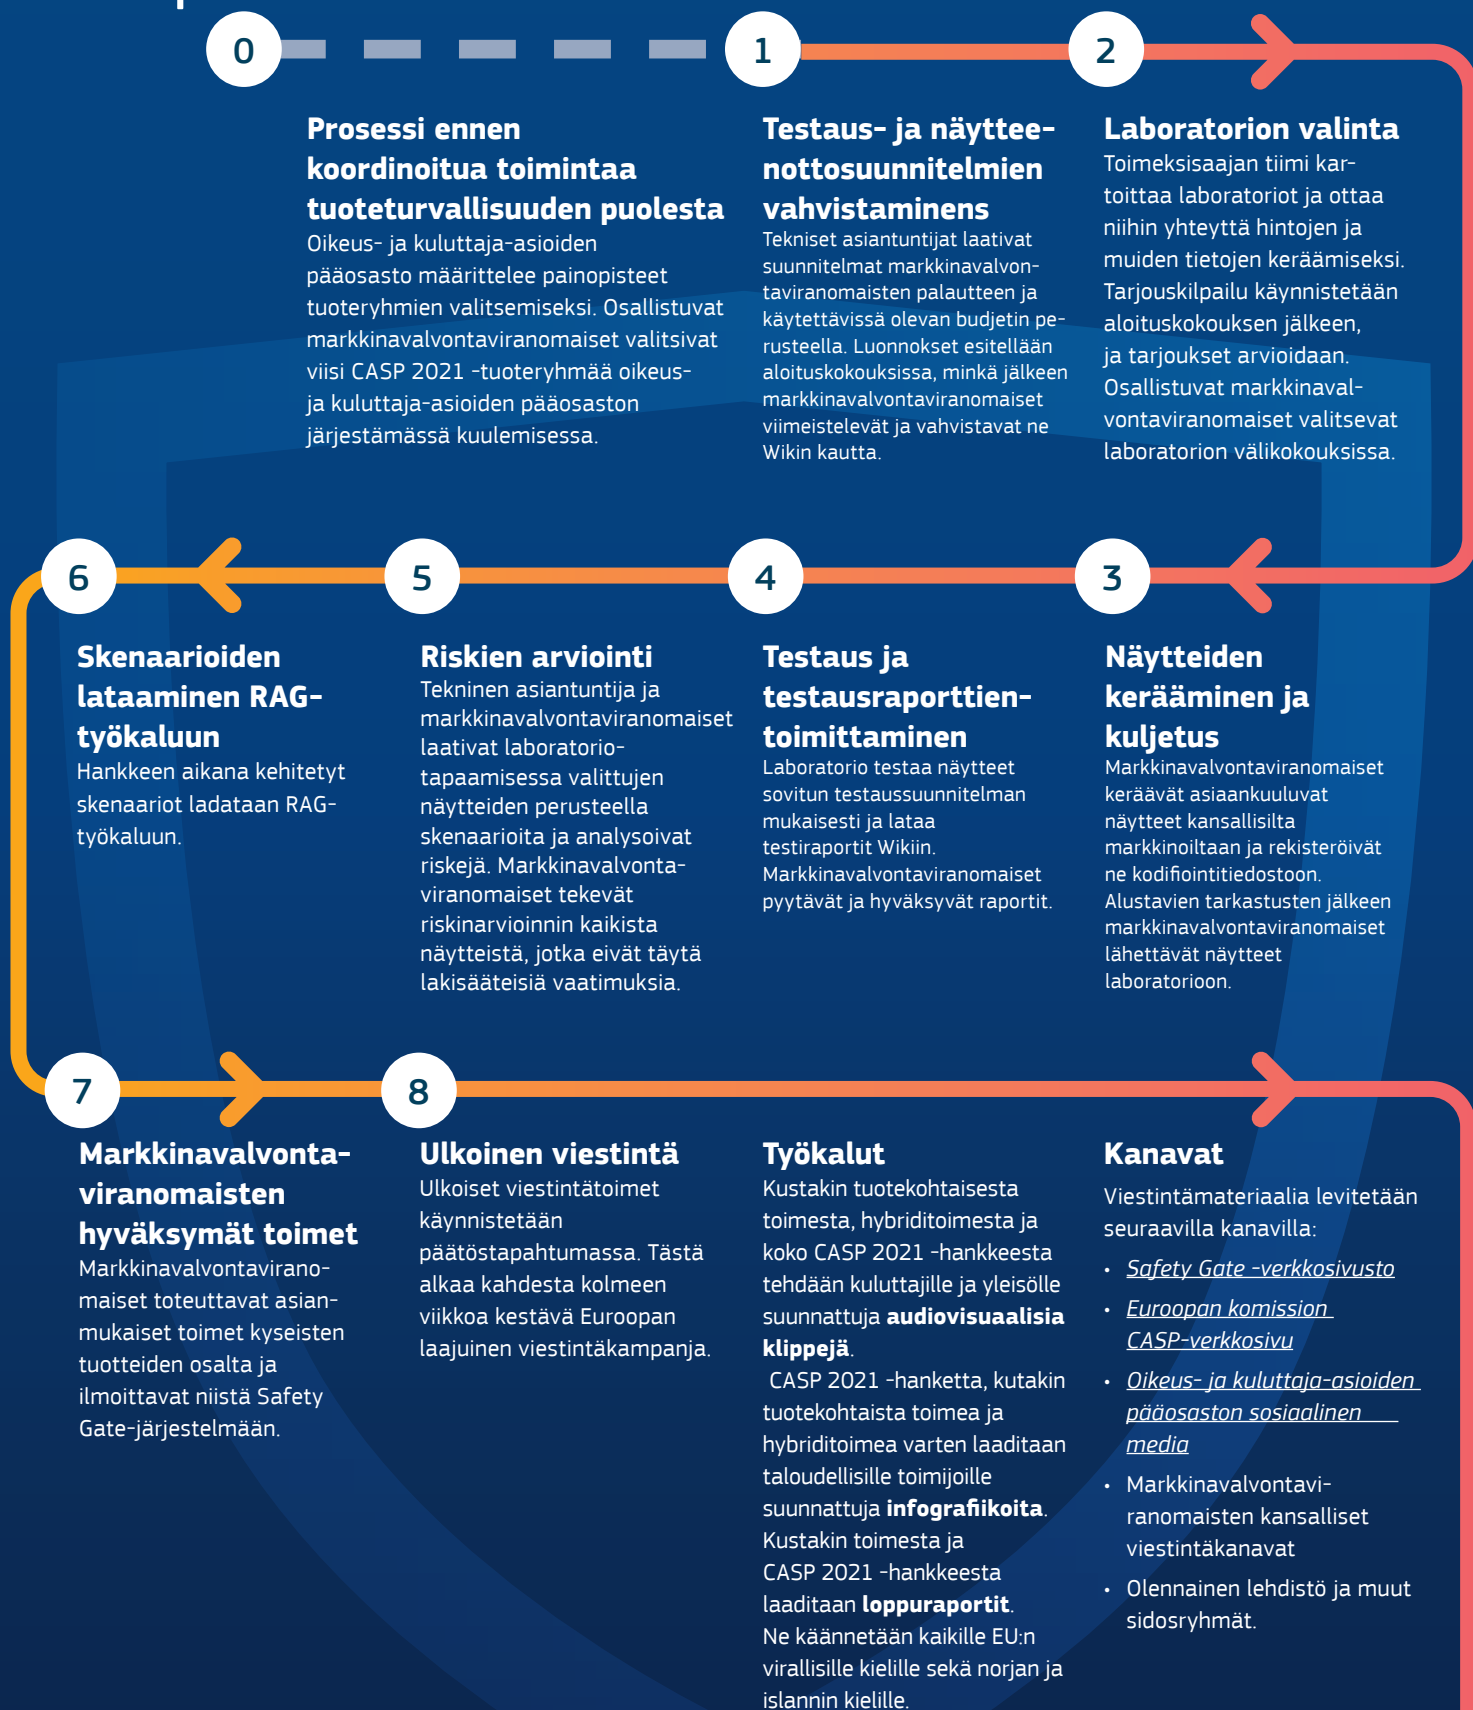 0
1
2
Prosessi ennen
koordinoitua toimintaa
tuoteturvallisuuden puolesta
Oikeus- ja kuluttaja-asioiden
pääosasto määrittelee painopisteet
tuoteryhmien valitsemiseksi. Osallistuvat
markkinavalvontaviranomaiset valitsivat
viisi CASP 2021 -tuoteryhmää oikeus-
ja kuluttaja-asioiden pääosaston
järjestämässä kuulemisessa.
Testaus- ja näyttee-
nottosuunnitelmien
vahvistaminens
Tekniset asiantuntijat laativat
suunnitelmat markkinavalvon-
taviranomaisten palautteen ja
käytettävissä olevan budjetin pe-
rusteella. Luonnokset esitellään
aloituskokouksissa, minkä jälkeen
markkinavalvontaviranomaiset
viimeistelevät ja vahvistavat ne
Wikin kautta.
Laboratorion valinta
Toimeksisaajan tiimi kar-
toittaa laboratoriot ja ottaa
niihin yhteyttä hintojen ja
muiden tietojen keräämiseksi.
Tarjouskilpailu käynnistetään
aloituskokouksen jälkeen,
ja tarjoukset arvioidaan.
Osallistuvat markkinaval-
vontaviranomaiset valitsevat
laboratorion välikokouksissa.
6
5
4
3
Skenaarioiden
lataaminen RAG-
työkaluun
Hankkeen aikana kehitetyt
skenaariot ladataan RAG-
työkaluun.
Riskien arviointi
Tekninen asiantuntija ja
markkinavalvontaviranomaiset
laativat laboratorio-
tapaamisessa valittujen
näytteiden perusteella
skenaarioita ja analysoivat
riskejä. Markkinavalvonta-
viranomaiset tekevät
riskinarvioinnin kaikista
näytteistä, jotka eivät täytä
lakisääteisiä vaatimuksia.
Testaus ja
testausraporttien-
toimittaminen
Laboratorio testaa näytteet
sovitun testaussuunnitelman
mukaisesti ja lataa
testiraportit Wikiin.
Markkinavalvontaviranomaiset
pyytävät ja hyväksyvät raportit.
Näytteiden
kerääminen ja
kuljetus
Markkinavalvontaviranomaiset
keräävät asiaankuuluvat
näytteet kansallisilta
markkinoiltaan ja rekisteröivät
ne kodifiointitiedostoon.
Alustavien tarkastusten jälkeen
markkinavalvontaviranomaiset
lähettävät näytteet
laboratorioon.
7
8
Markkinavalvonta-
viranomaisten
hyväksymät toimet
Markkinavalvontavirano-
maiset toteuttavat asian-
mukaiset toimet kyseisten
tuotteiden osalta ja
ilmoittavat niistä Safety
Gate-järjestelmään.
Ulkoinen viestintä
Ulkoiset viestintätoimet
käynnistetään
päätöstapahtumassa. Tästä
alkaa kahdesta kolmeen
viikkoa kestävä Euroopan
laajuinen viestintäkampanja.
Työkalut
Kustakin tuotekohtaisesta
toimesta, hybriditoimesta ja
koko CASP 2021 -hankkeesta
tehdään kuluttajille ja yleisölle
suunnattuja audiovisuaalisia
klippejä.
CASP 2021 -hanketta, kutakin
tuotekohtaista toimea ja
hybriditoimea varten laaditaan
taloudellisille toimijoille
suunnattuja infografiikoita.
Kustakin toimesta ja
CASP 2021 -hankkeesta
laaditaan loppuraportit.
Ne käännetään kaikille EU:n
virallisille kielille sekä norjan ja
islannin kielille.
Kanavat
Viestintämateriaalia levitetään
seuraavilla kanavilla:
• Safety Gate -verkkosivusto
• Euroopan komission
CASP-verkkosivu
• Oikeus- ja kuluttaja-asioiden
pääosaston sosiaalinen
media
• Markkinavalvontavi-
ranomaisten kansalliset
viestintäkanavat
• Olennainen lehdistö ja muut
sidosryhmät.